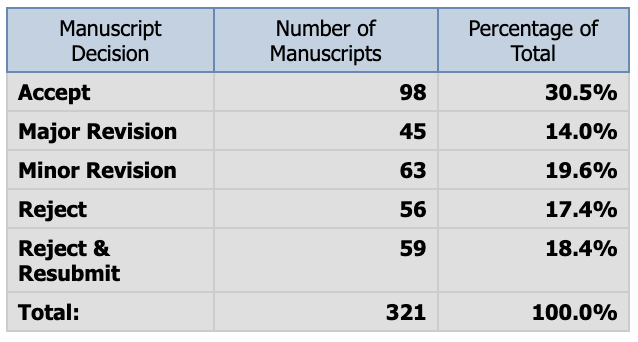 Manuscript Decision Number of Manuscripts Percentage of Total
Accept 98 30.5%
Major Revision 45 14.0%
Minor Revision 63 19.6%
Reject 56 17.4%
Reject & Resubmit 59 18.4%
Total: 321 100.0%